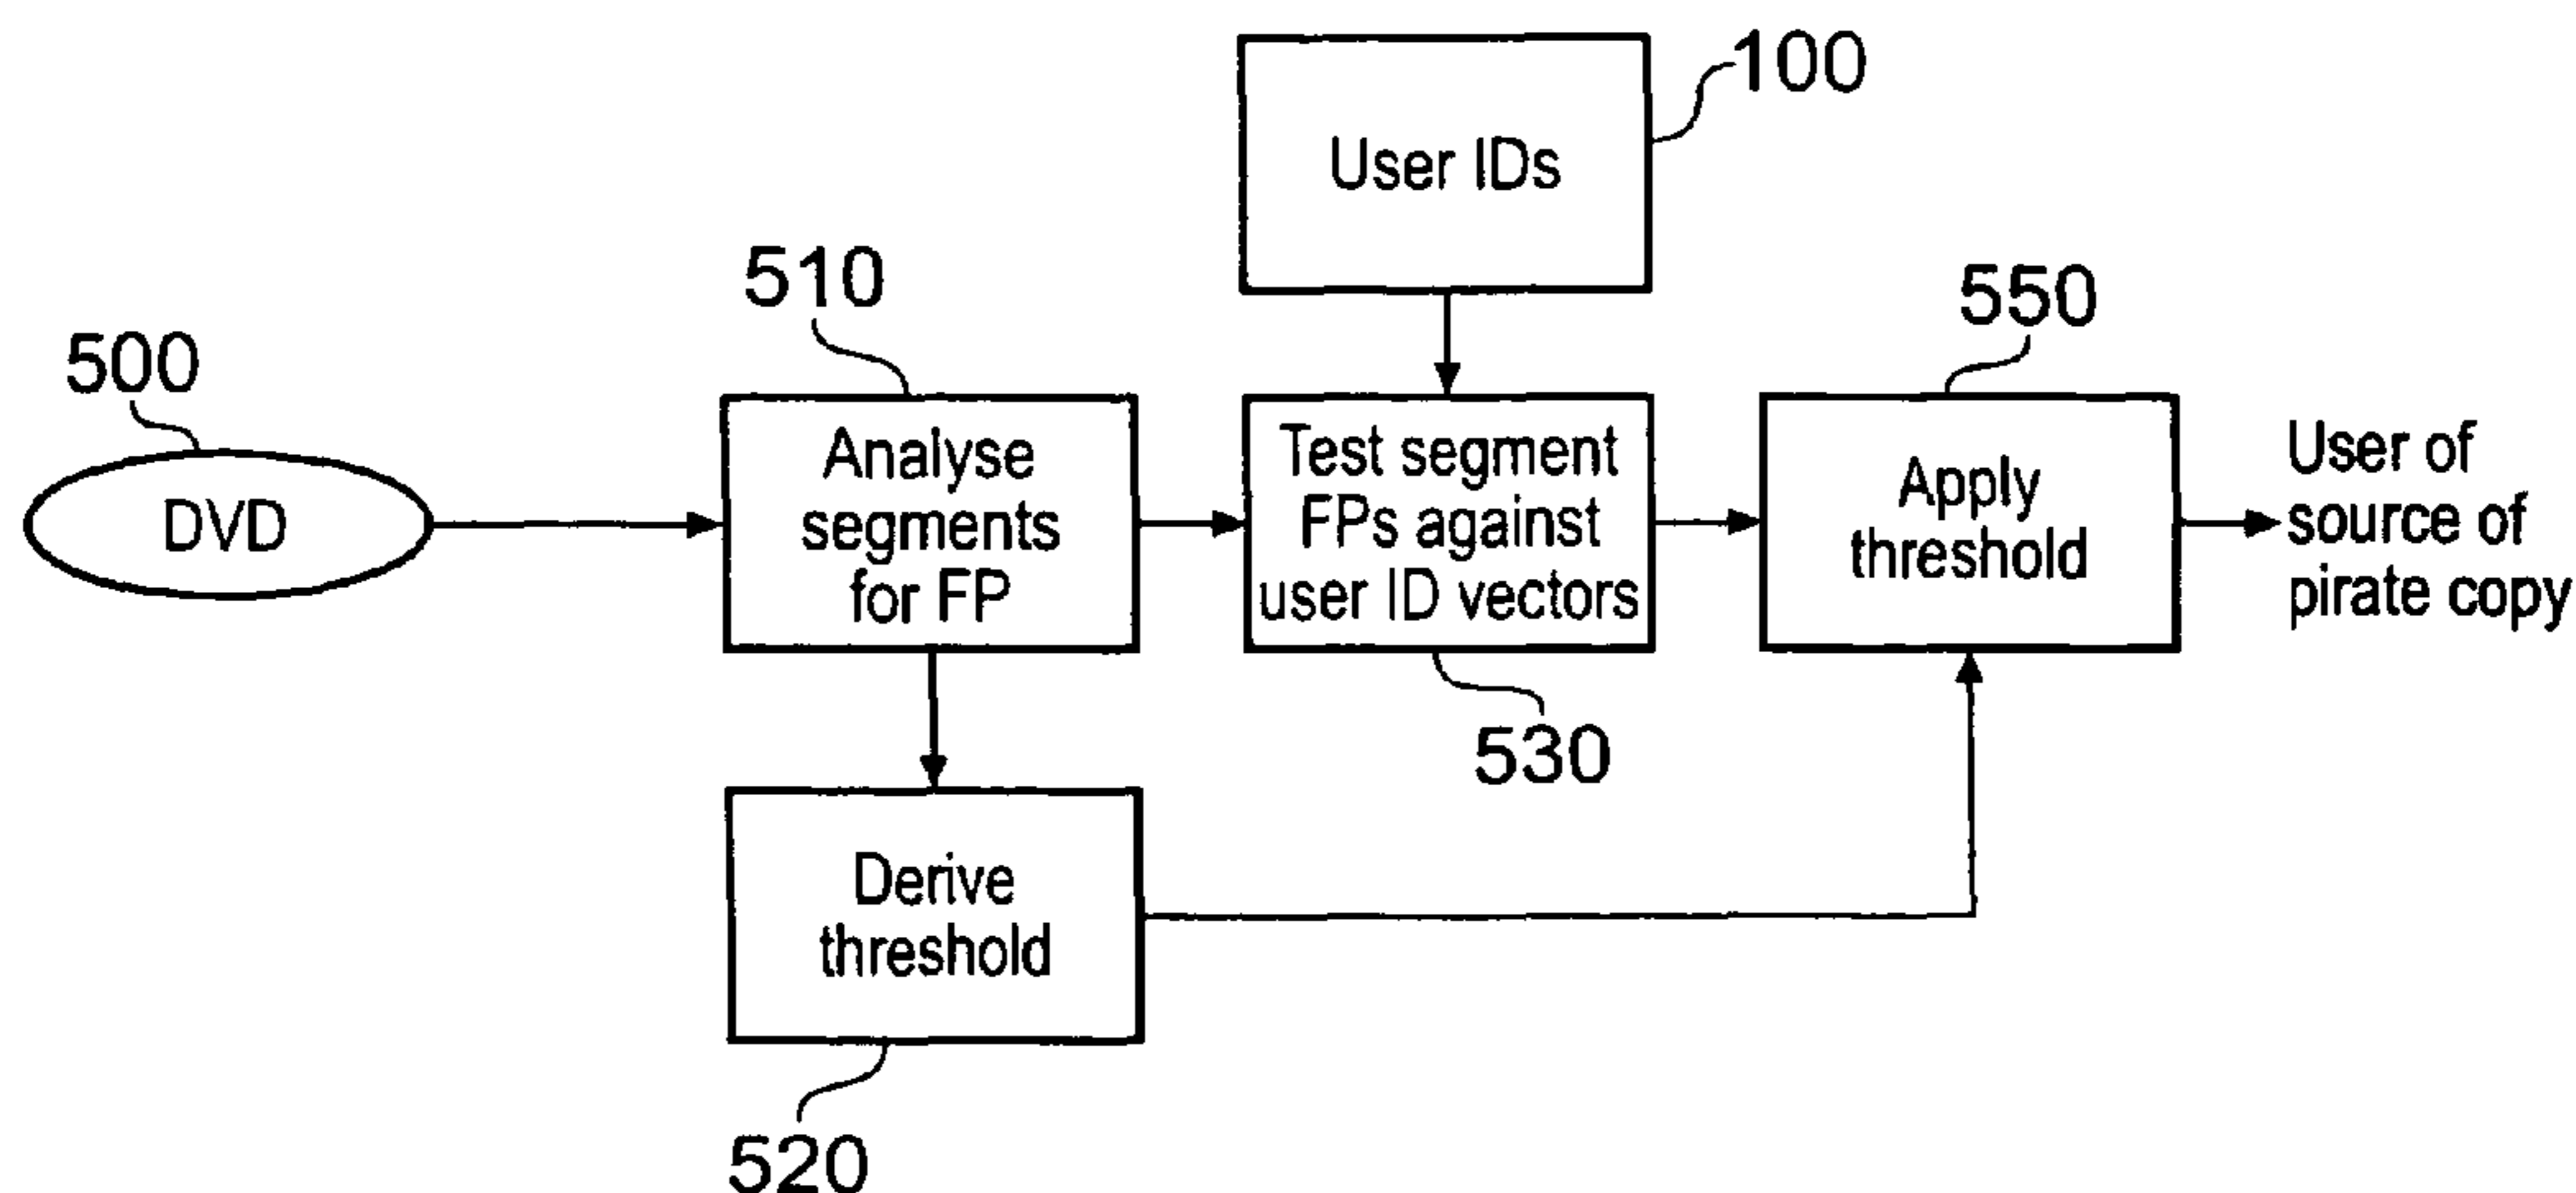 100
User IDs
510
550
500
DVD
Analyse
segments
for FP
Test segment
FPs against
user ID vectors
Apply
threshold
User of
source of
pirate copy
530
Derive
threshold
520